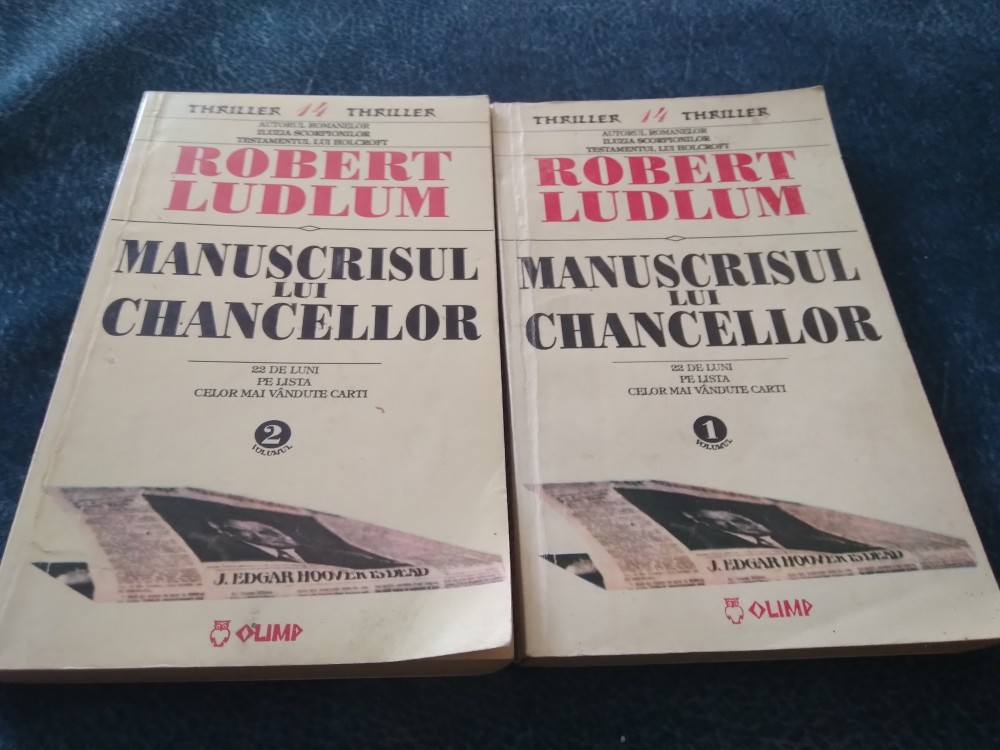 THRILLER 14 THRILLER
AUTORUL ROMANELOR
ILUZIA SCORPIONILOR
TESTAMENTUL LUI HOLCROFT
ROBERT
LUDLUM
MANUSCRISUL
LUI
CHANCELLOR
22 DE LUNI
PE LISTA
CELOR MAI VÂNDUTE CARTI
2
VOLUMUL
J. EDGAR HOOVER IS DEAD
OLIMP
THRILLER 14 THRILLER
AUTORUL ROMANELOR
ILUZIA SCORPIONILOR
TESTAMENTUL LUI HOLCROFT
ROBERT
LUDLUM
MANUSCRISUL
LUI
CHANCELLOR
22 DE LUNI
PE LISTA
CELOR MAI VÂNDUTE CARTI
1
VOLUMUL
J. EDGAR HOOVER IS DEAD
OLIMP